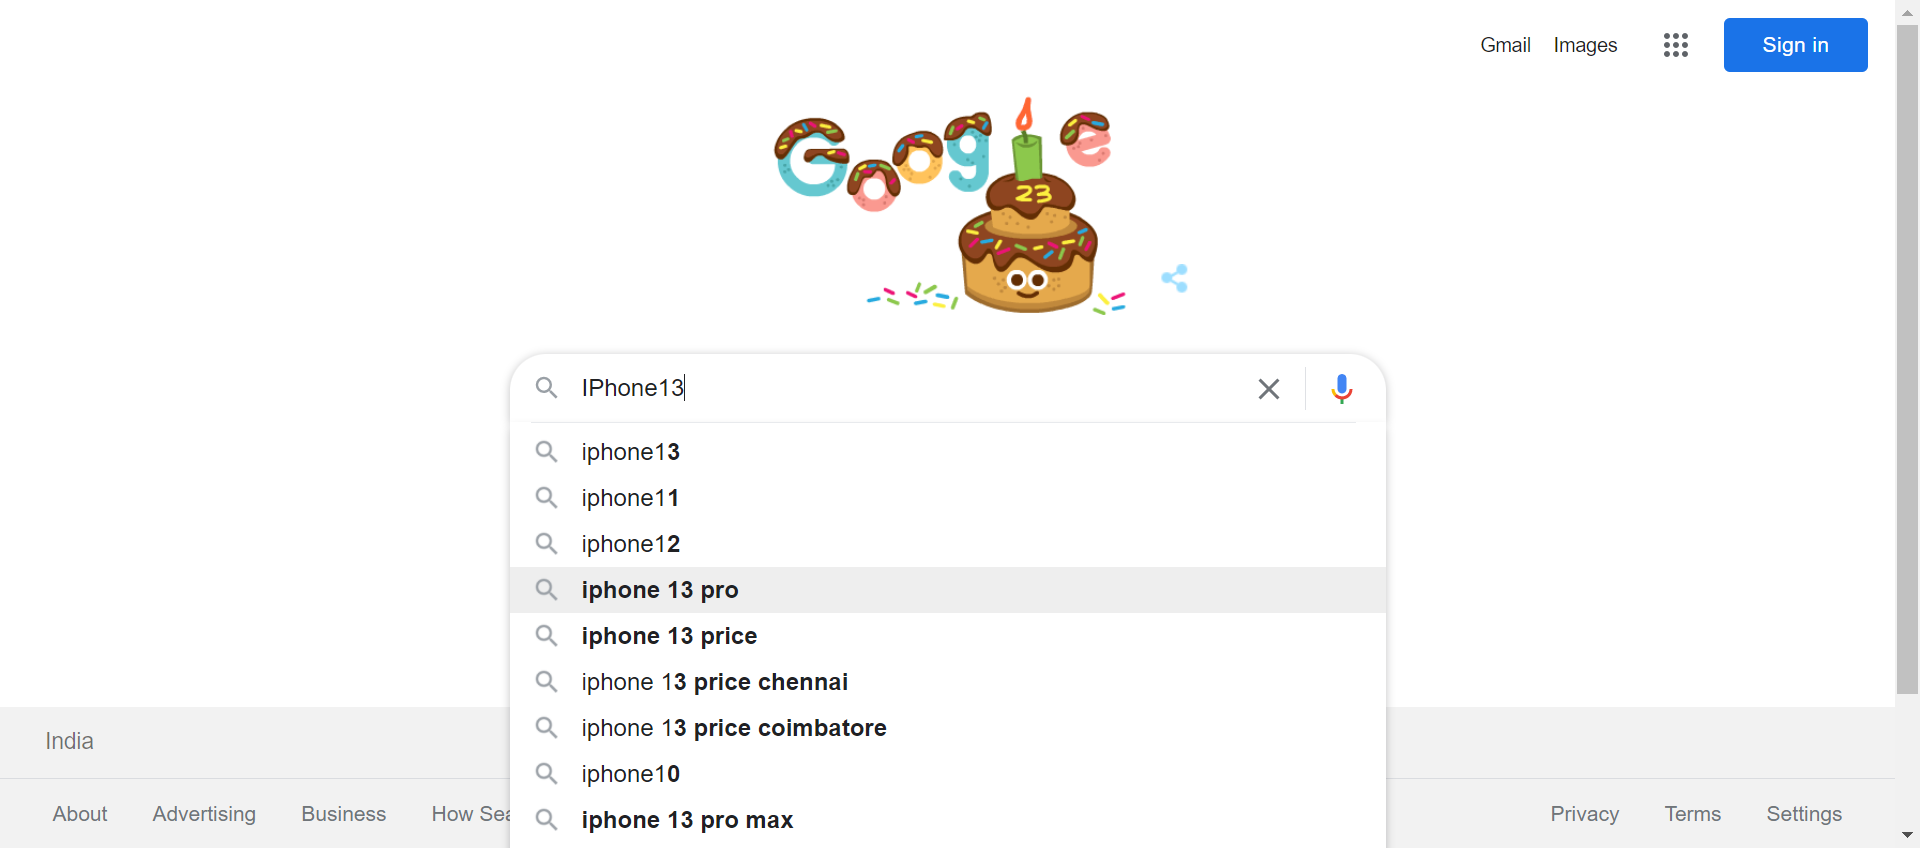 Gmail Images Sign in
Google
23
IPhone13
iphone13
iphone11
iphone12
iphone 13 pro
iphone 13 price
iphone 13 price chennai
iphone 13 price coimbatore
iphone10
iphone 13 pro max
India
About Advertising Business How Sea
Privacy Terms Settings